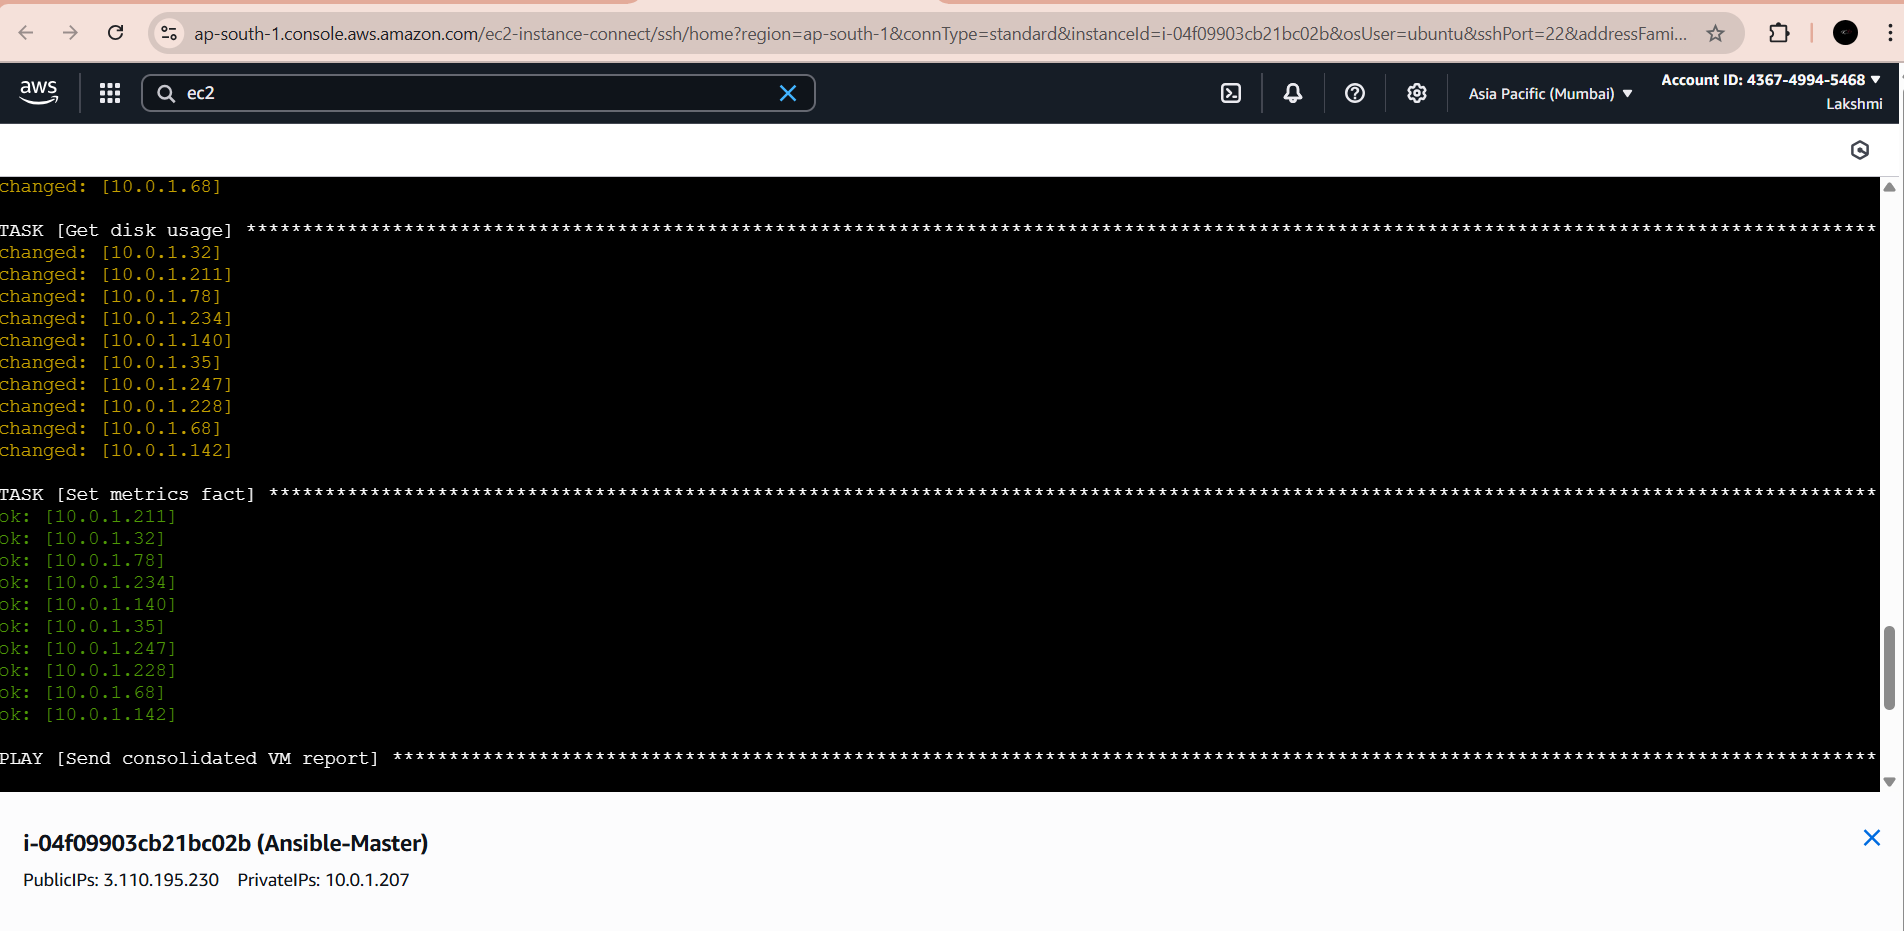 ap-south-1.console.aws.amazon.com/ec2-instance-connect/ssh/home?region=ap-south-1&connType=standard&instanceId=i-04f09903cb21bc02b&osUser=ubuntu&sshPort=22&addressFami...
aws
ec2
Asia Pacific (Mumbai)
Account ID: 4367-4994-5468
Lakshmi
changed: [10.0.1.68]
TASK [Get disk usage] ****************************************************************************************************************************************************
changed: [10.0.1.32]
changed: [10.0.1.211]
changed: [10.0.1.78]
changed: [10.0.1.234]
changed: [10.0.1.140]
changed: [10.0.1.35]
changed: [10.0.1.247]
changed: [10.0.1.228]
changed: [10.0.1.68]
changed: [10.0.1.142]
TASK [Set metrics fact] **************************************************************************************************************************************************
ok: [10.0.1.211]
ok: [10.0.1.32]
ok: [10.0.1.78]
ok: [10.0.1.234]
ok: [10.0.1.140]
ok: [10.0.1.35]
ok: [10.0.1.247]
ok: [10.0.1.228]
ok: [10.0.1.68]
ok: [10.0.1.142]
PLAY [Send consolidated VM report] ***************************************************************************************************************************************
i-04f09903cb21bc02b (Ansible-Master)
PublicIPs: 3.110.195.230 PrivateIPs: 10.0.1.207